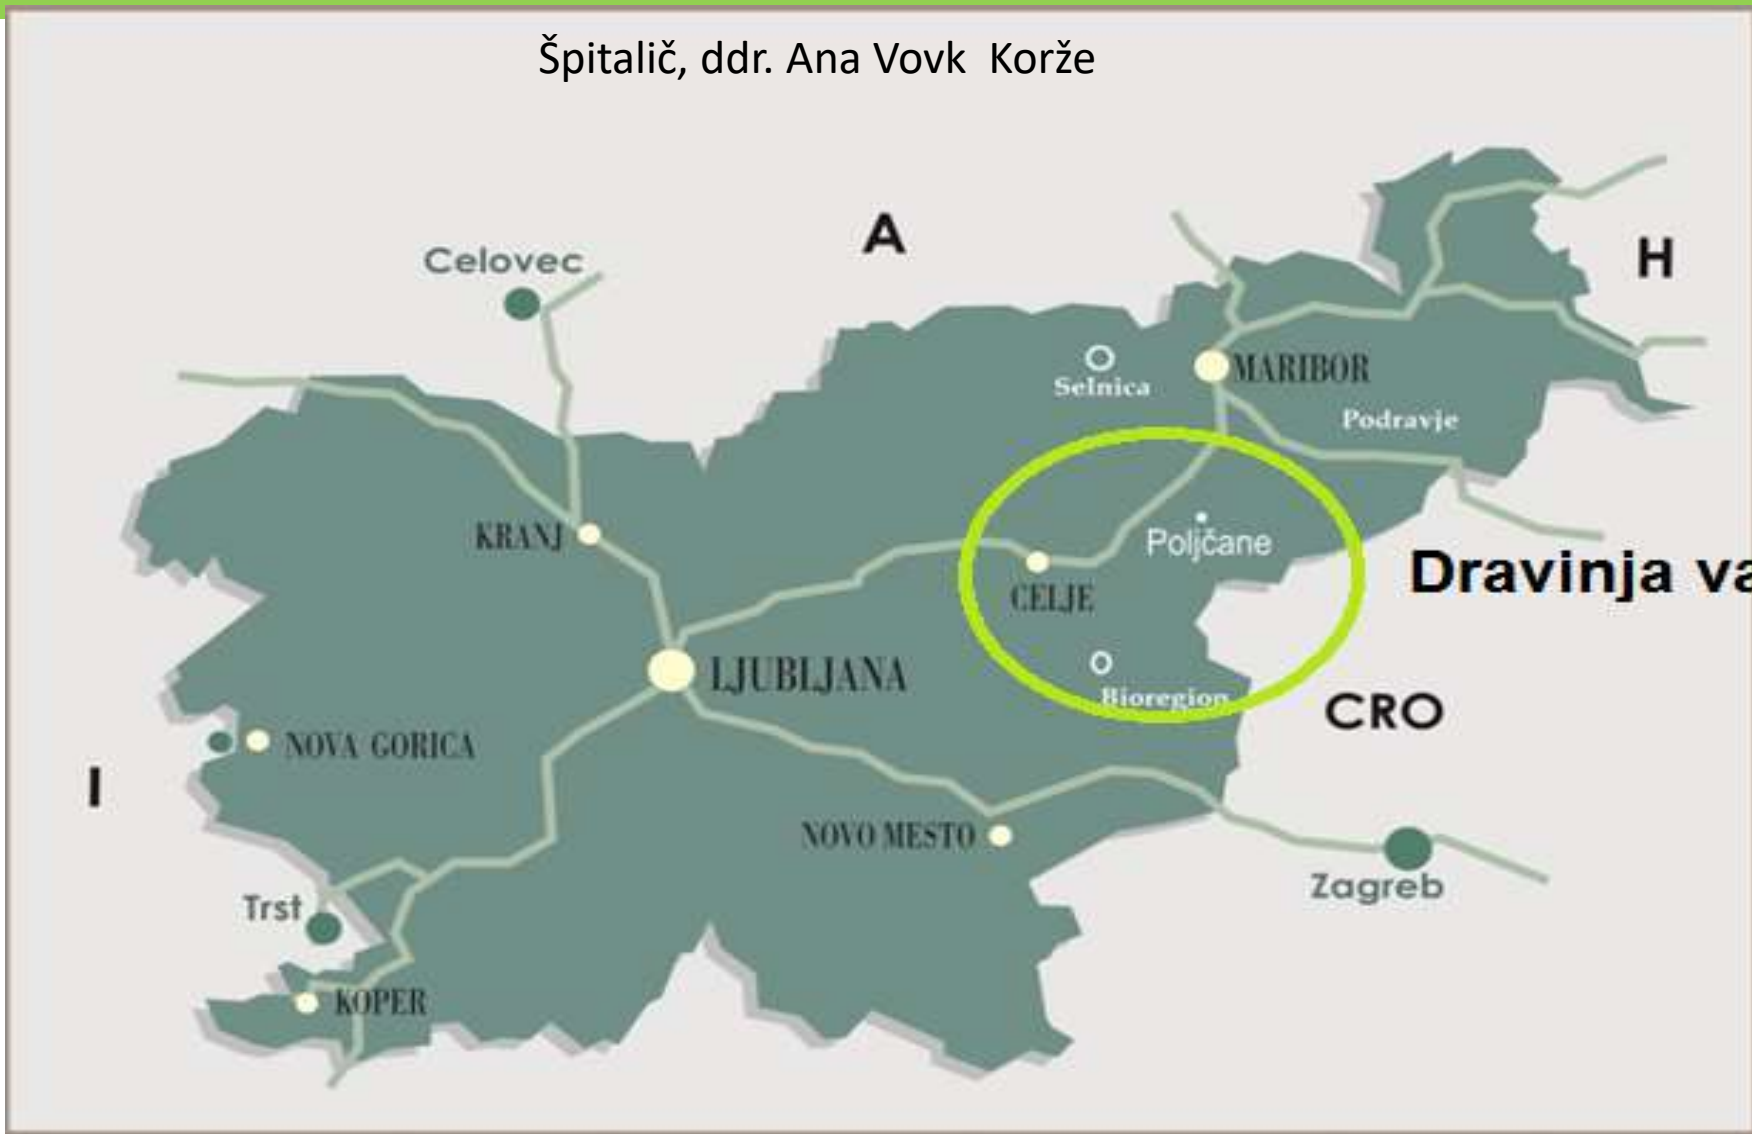 Špitalič, ddr. Ana Vovk Korže
A
H
Celovec
MARIBOR
Selnica
Podravje
KRANJ
Poljčane
Dravinja va
CELJE
LJUBLJANA
Bioregion
CRO
NOVA GORICA
I
NOVO MESTO
Zagreb
Trst
KOPER